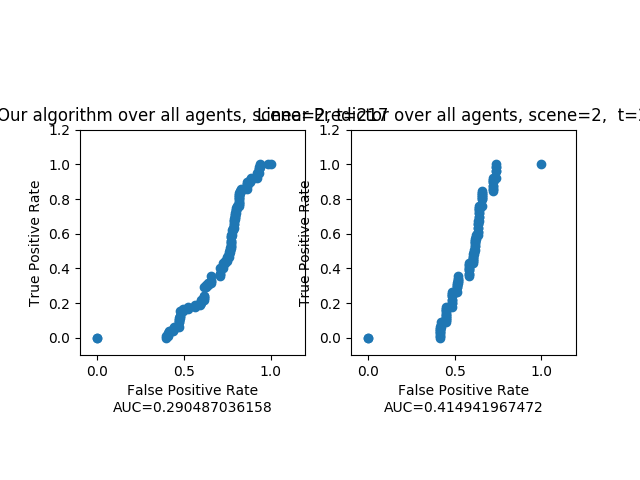 Our algorithm over all agents, scene=2, t=217
Linear Predictor over all agents, scene=2, t=
1.2
1.0
0.8
0.6
0.4
0.2
0.0
True Positive Rate
0.0 0.5 1.0
False Positive Rate
AUC=0.290487036158
1.2
1.0
0.8
0.6
0.4
0.2
0.0
True Positive Rate
0.0 0.5 1.0
False Positive Rate
AUC=0.414941967472